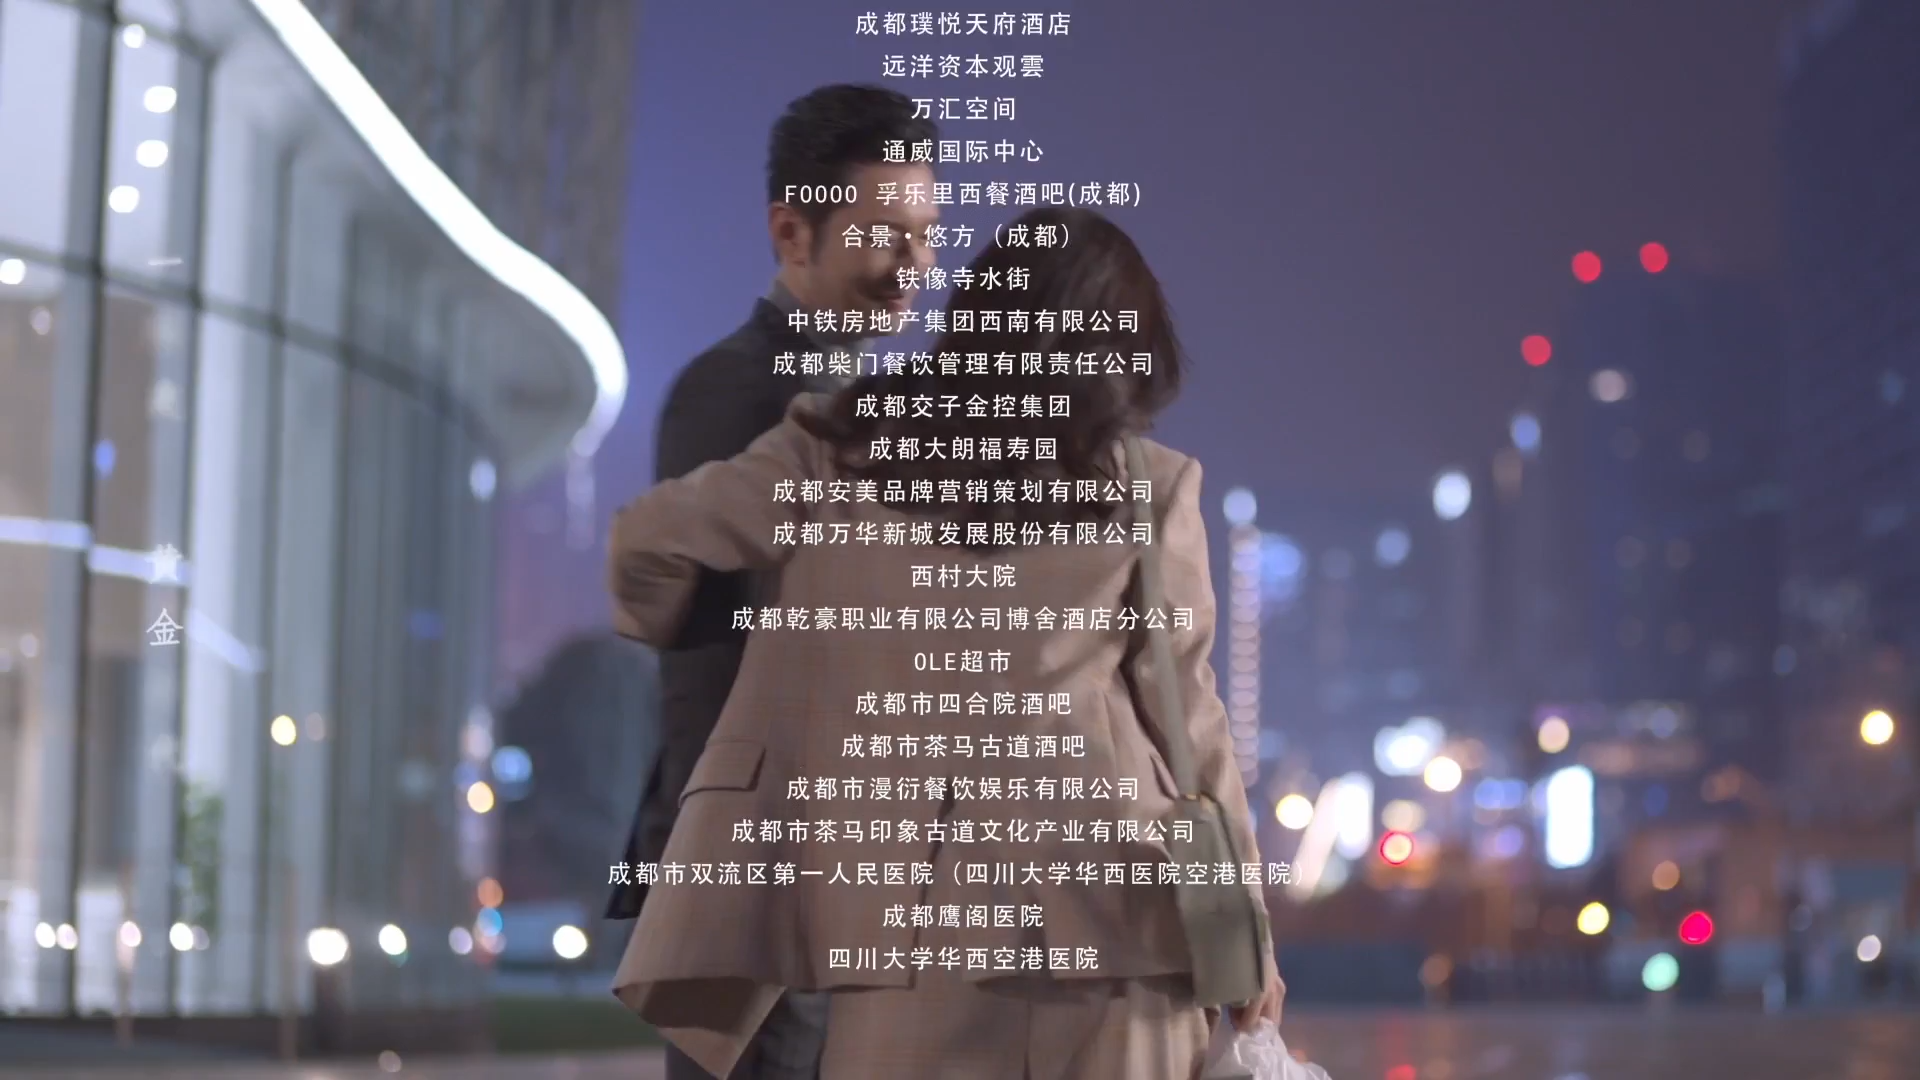 成都璞悦天府酒店
远洋资本观雲
万汇空间
通威国际中心
F0000 孚乐里西餐酒吧(成都)
合景·悠方（成都）
铁像寺水街
中铁房地产集团西南有限公司
成都柴门餐饮管理有限责任公司
成都交子金控集团
成都大朗福寿园
成都安美品牌营销策划有限公司
成都万华新城发展股份有限公司
西村大院
成都乾豪职业有限公司博舍酒店分公司
OLE超市
成都市四合院酒吧
成都市茶马古道酒吧
成都市漫衍餐饮娱乐有限公司
成都市茶马印象古道文化产业有限公司
成都市双流区第一人民医院（四川大学华西医院空港医院）
成都鹰阁医院
四川大学华西空港医院
一
黄
金